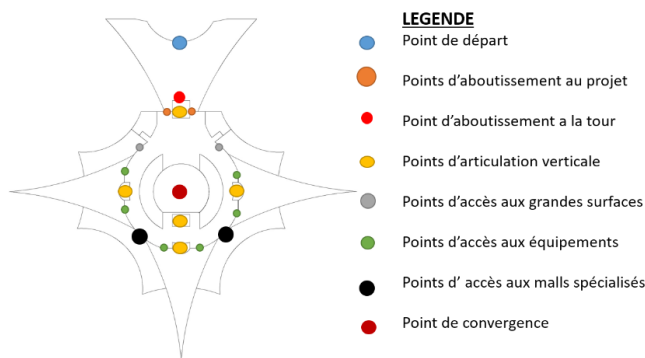 LEGENDE
Point de départ
Points d’aboutissement au projet
Point d’aboutissement a la tour
Points d’articulation verticale
Points d’accès aux grandes surfaces
Points d’accès aux équipements
Points d’ accès aux malls spécialisés
Point de convergence